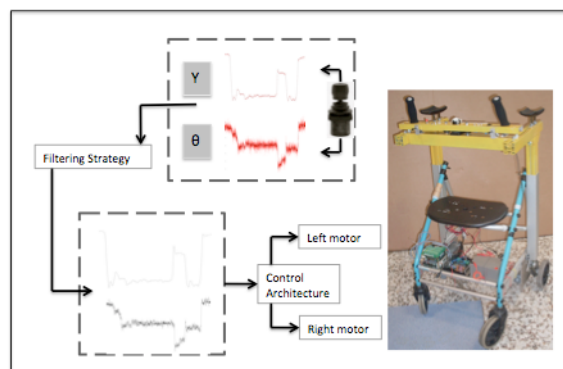 Y
θ
Filtering Strategy
Left motor
Control
Architecture
Right motor